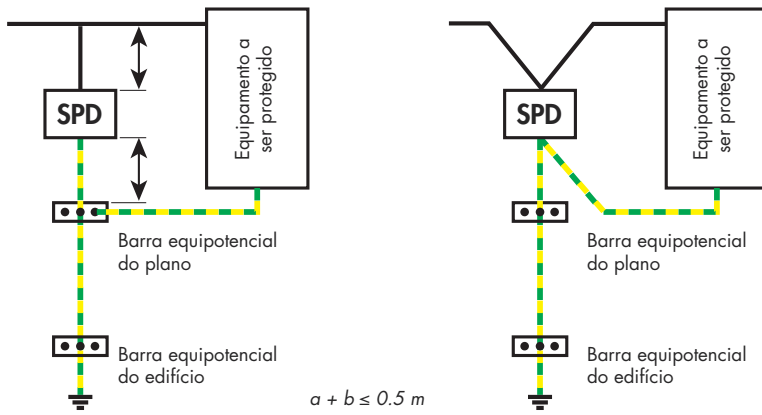 Equipamento a
ser protegido
SPD
Barra equipotencial
do plano
Barra equipotencial
do edifício
a + b ≤ 0.5 m
Equipamento a
ser protegido
SPD
Barra equipotencial
do plano
Barra equipotencial
do edifício